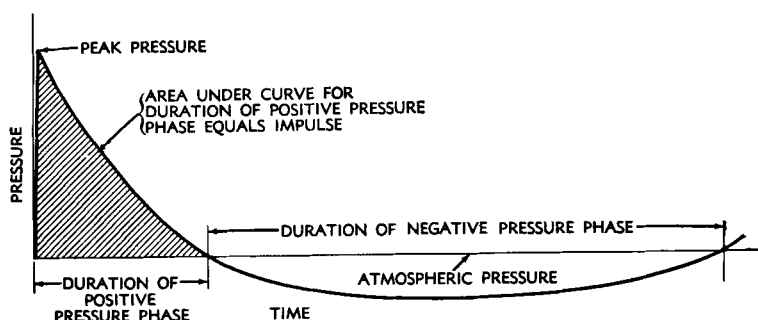 PEAK PRESSURE
AREA UNDER CURVE FOR
DURATION OF POSITIVE PRESSURE
PHASE EQUALS IMPULSE
PRESSURE
DURATION OF NEGATIVE PRESSURE PHASE
ATMOSPHERIC PRESSURE
DURATION OF
POSITIVE
PRESSURE PHASE
TIME